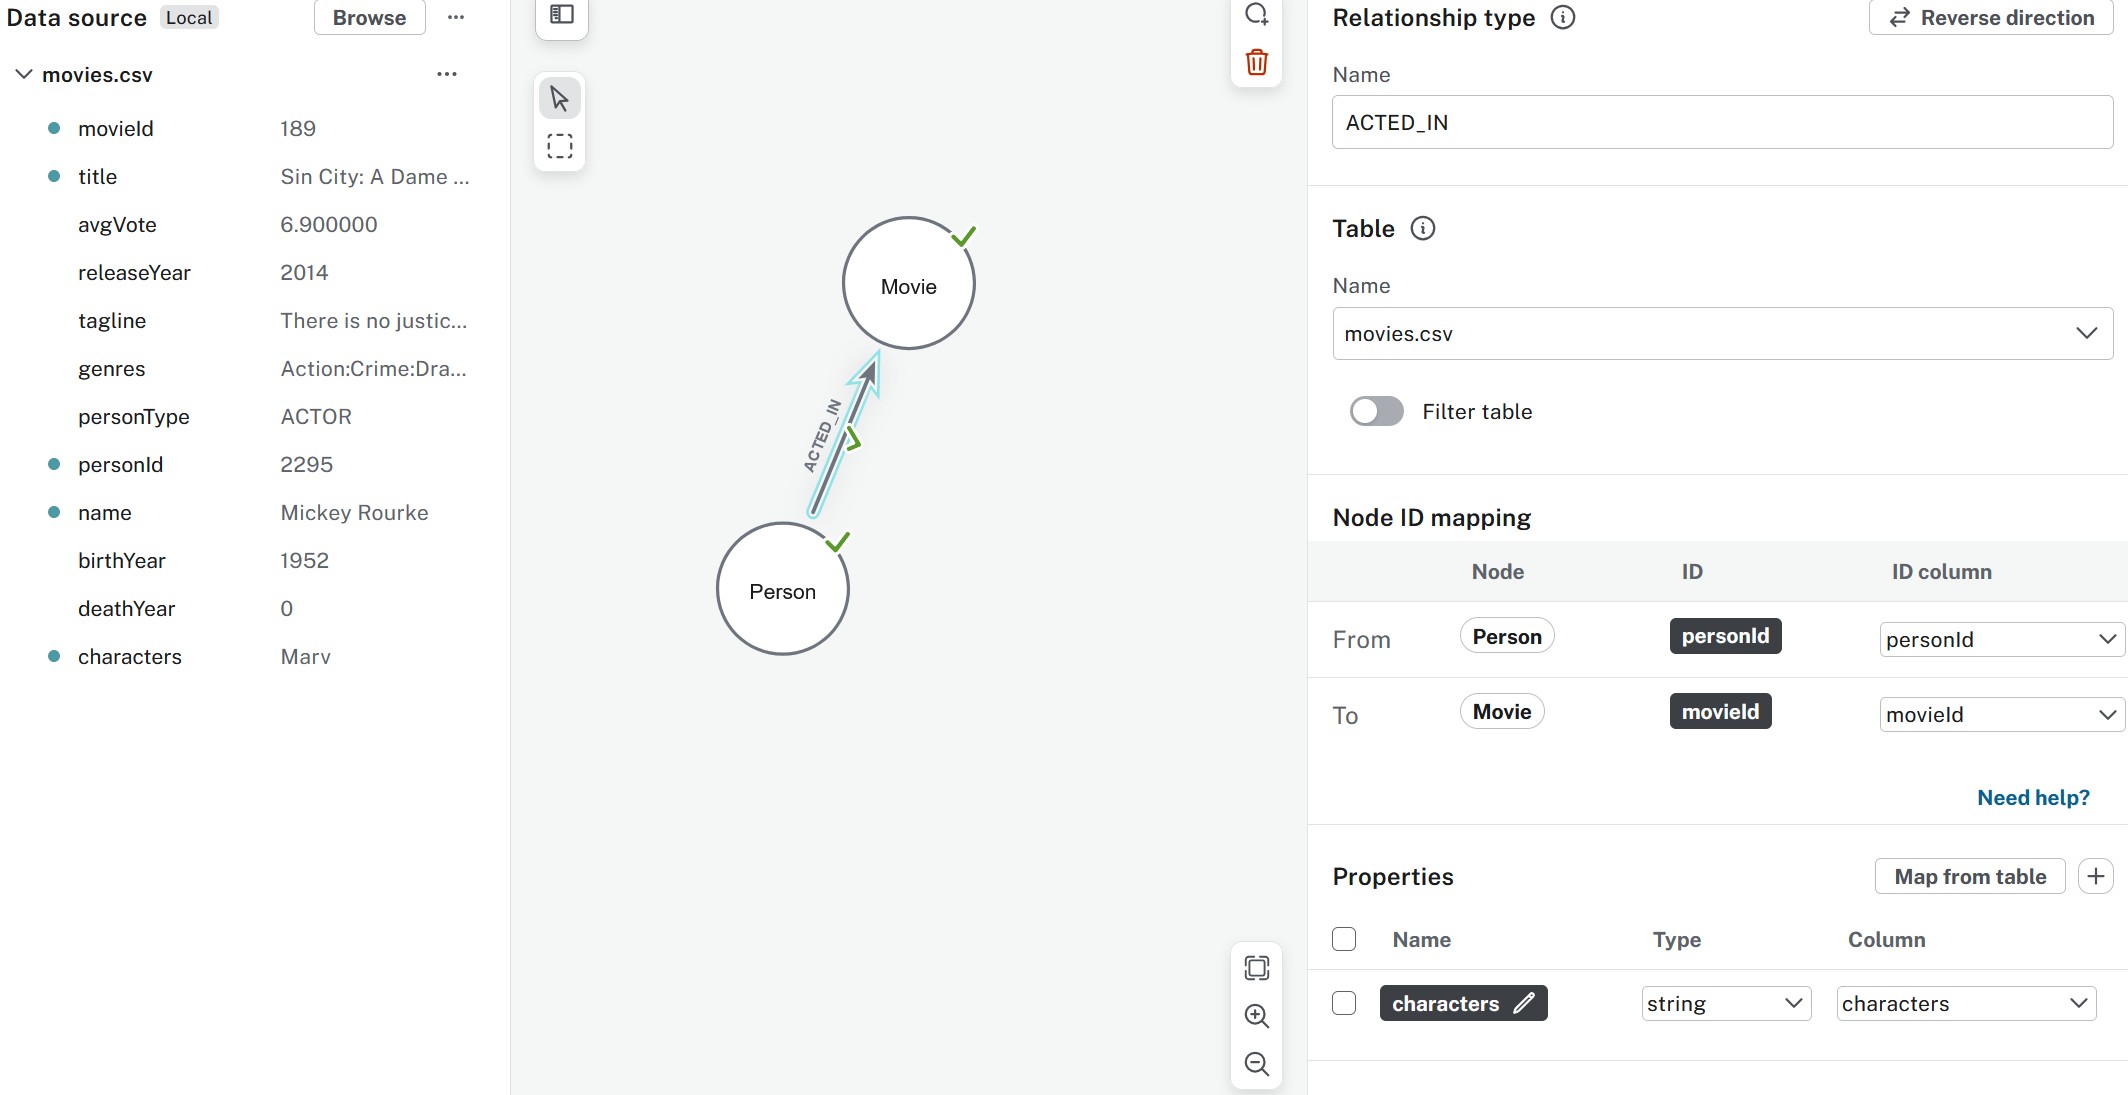 Data source Local Browse
movies.csv
movieId 189
title Sin City: A Dame ...
avgVote 6.900000
releaseYear 2014
tagline There is no justic...
genres Action:Crime:Dra...
personType ACTOR
personId 2295
name Mickey Rourke
birthYear 1952
deathYear 0
characters Marv
Movie
ACTED_IN
Person
Relationship type Reverse direction
Name
ACTED_IN
Table
Name
movies.csv
Filter table
Node ID mapping
Node ID ID column
From Person personId personId
To Movie movieId movieId
Need help?
Properties Map from table
Name Type Column
characters string characters